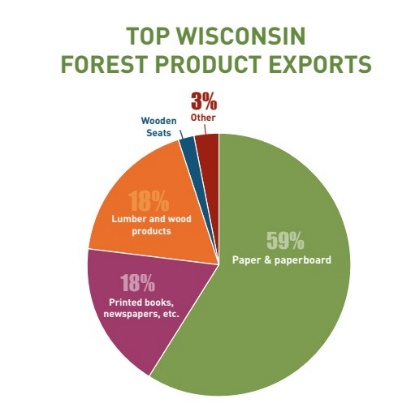 TOP WISCONSIN
FOREST PRODUCT EXPORTS
3%
Other
Wooden
Seats
18%
Lumber and wood
products
59%
Paper & paperboard
18%
Printed books,
newspapers, etc.